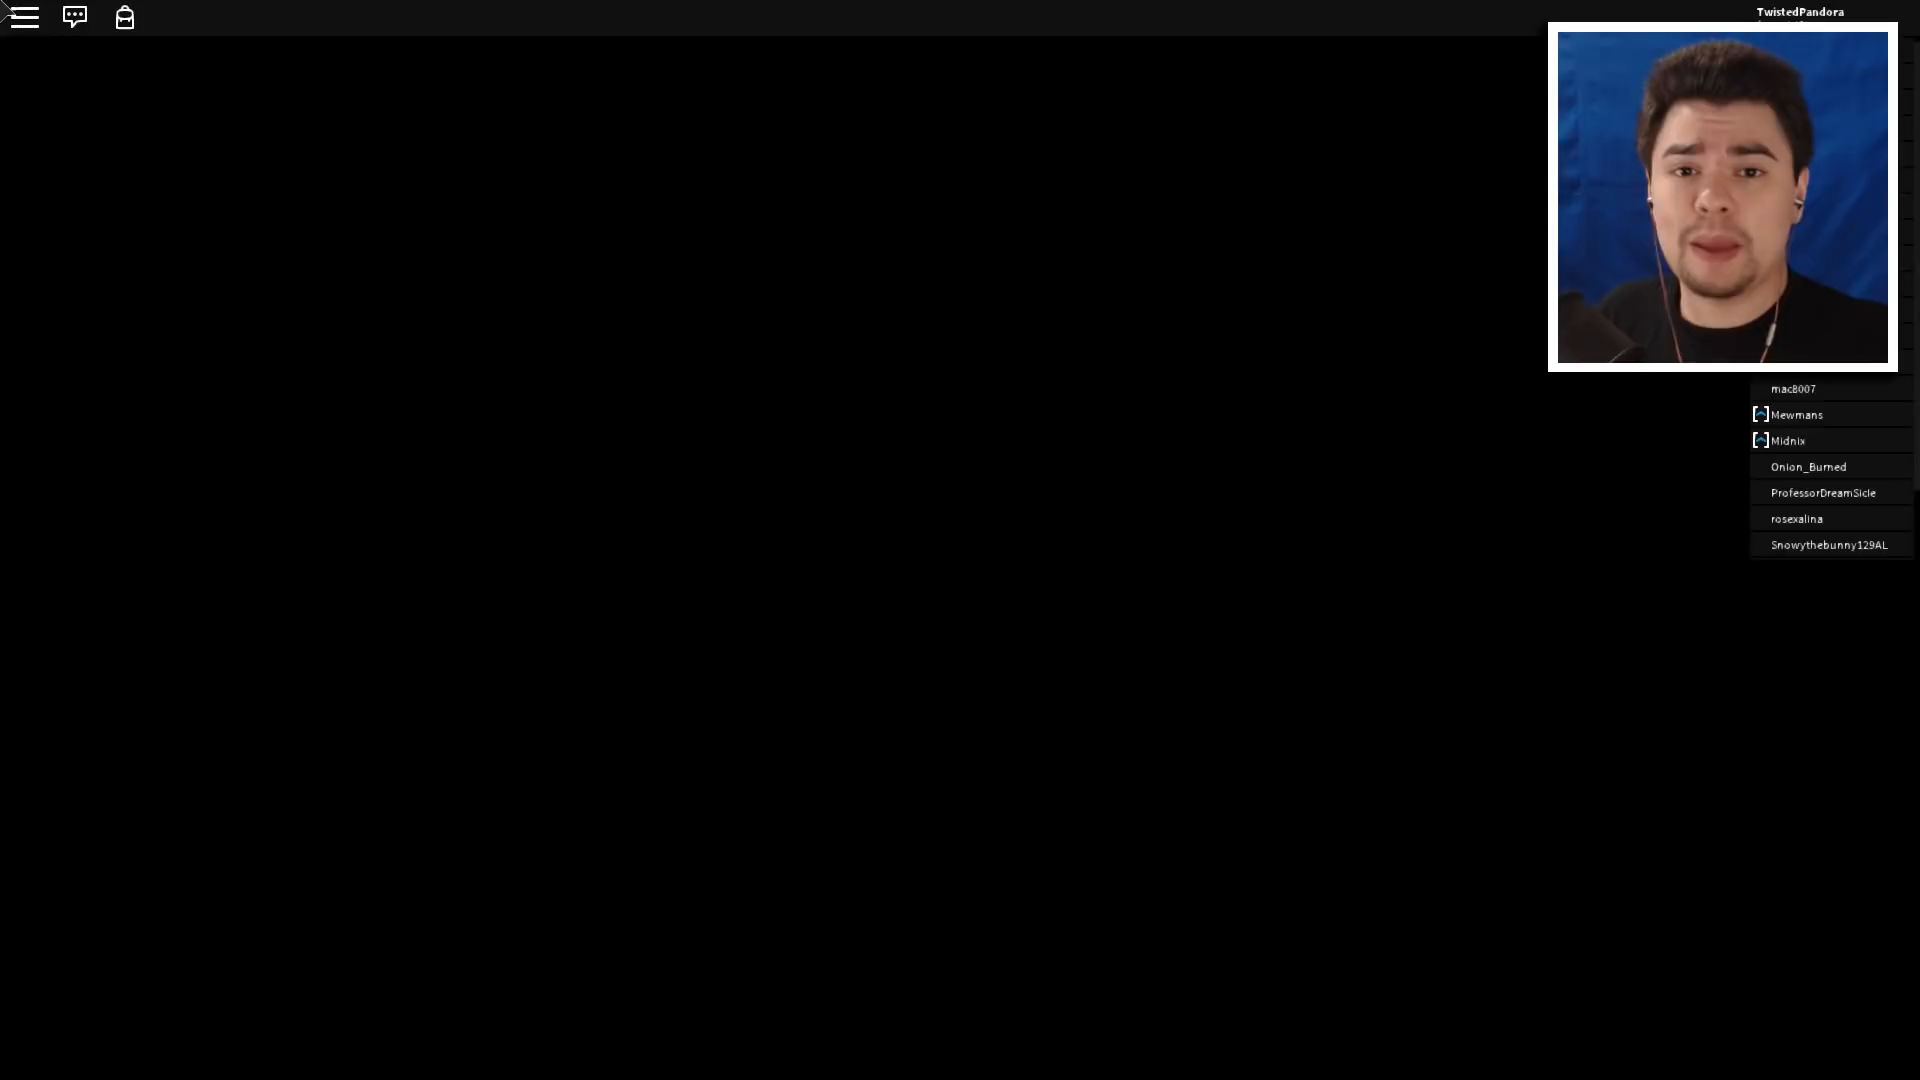 TwistedPandora
mac8007
Mewmans
Midnix
Onion_Burned
ProfessorDreamSicle
rosexalina
Snowythebunny129AL